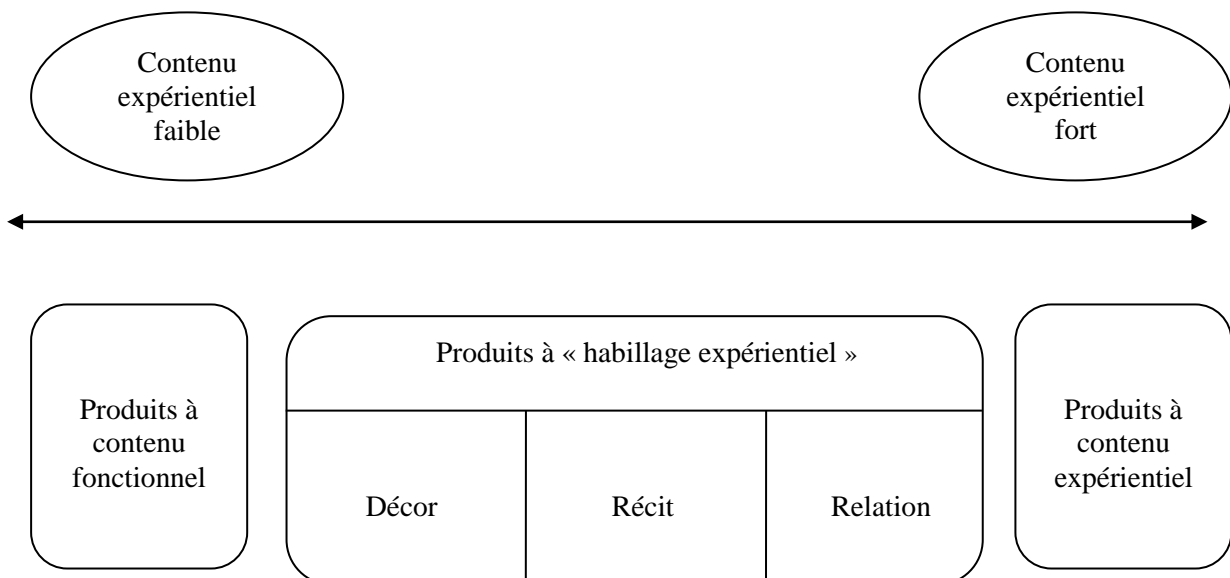 Contenu
expérientiel
faible
Contenu
expérientiel
fort
Produits à
contenu
fonctionnel
Produits à « habillage expérientiel »
Décor
Récit
Relation
Produits à
contenu
expérientiel